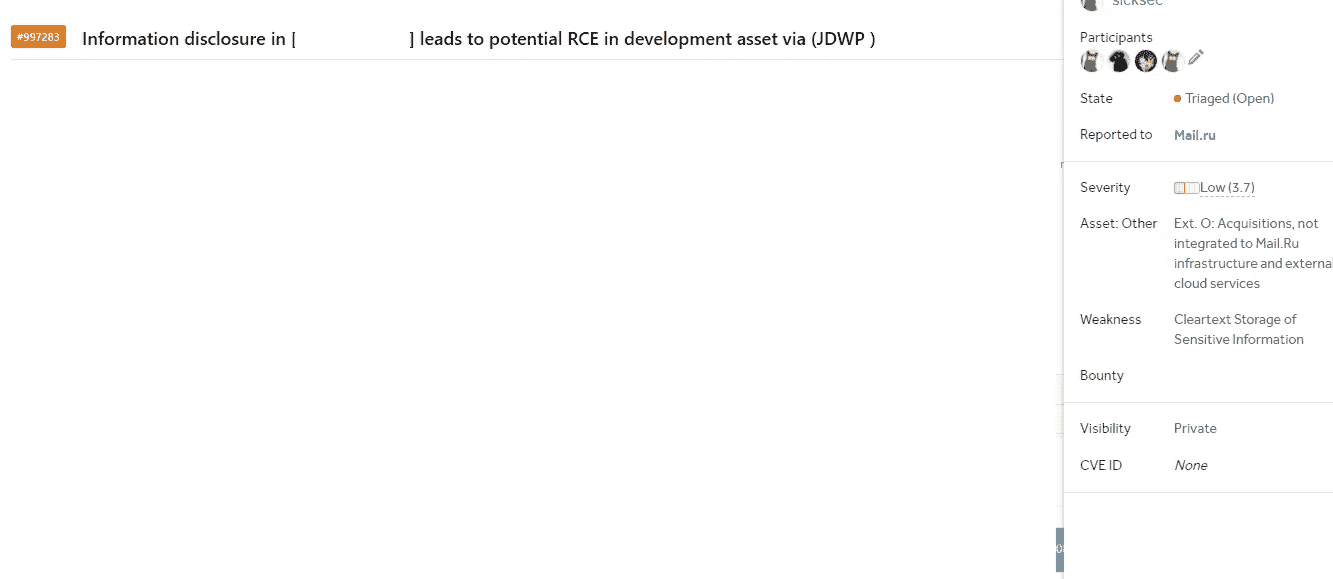 sicksec
#997283 Information disclosure in [ ] leads to potential RCE in development asset via (JDWP )
Participants
State Triaged (Open)
Reported to Mail.ru
Severity Low (3.7)
Asset: Other Ext. O: Acquisitions, not
integrated to Mail.Ru
infrastructure and external
cloud services
Weakness Cleartext Storage of
Sensitive Information
Bounty
Visibility Private
CVE ID None